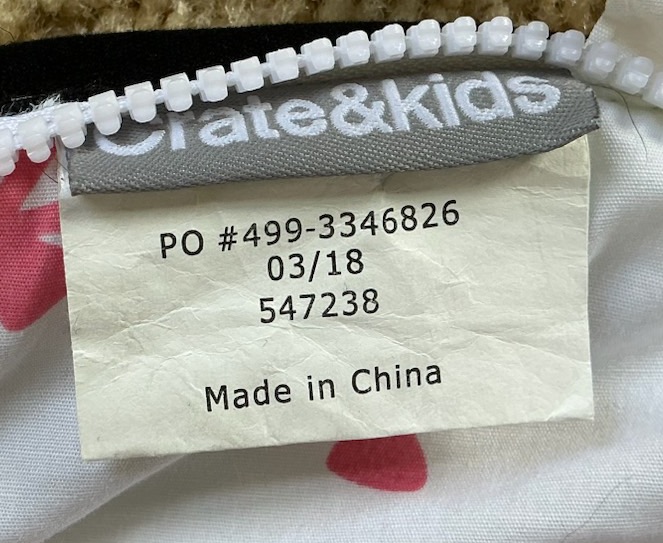 Crate&kids
PO #499-3346826
03/18
547238
Made in China